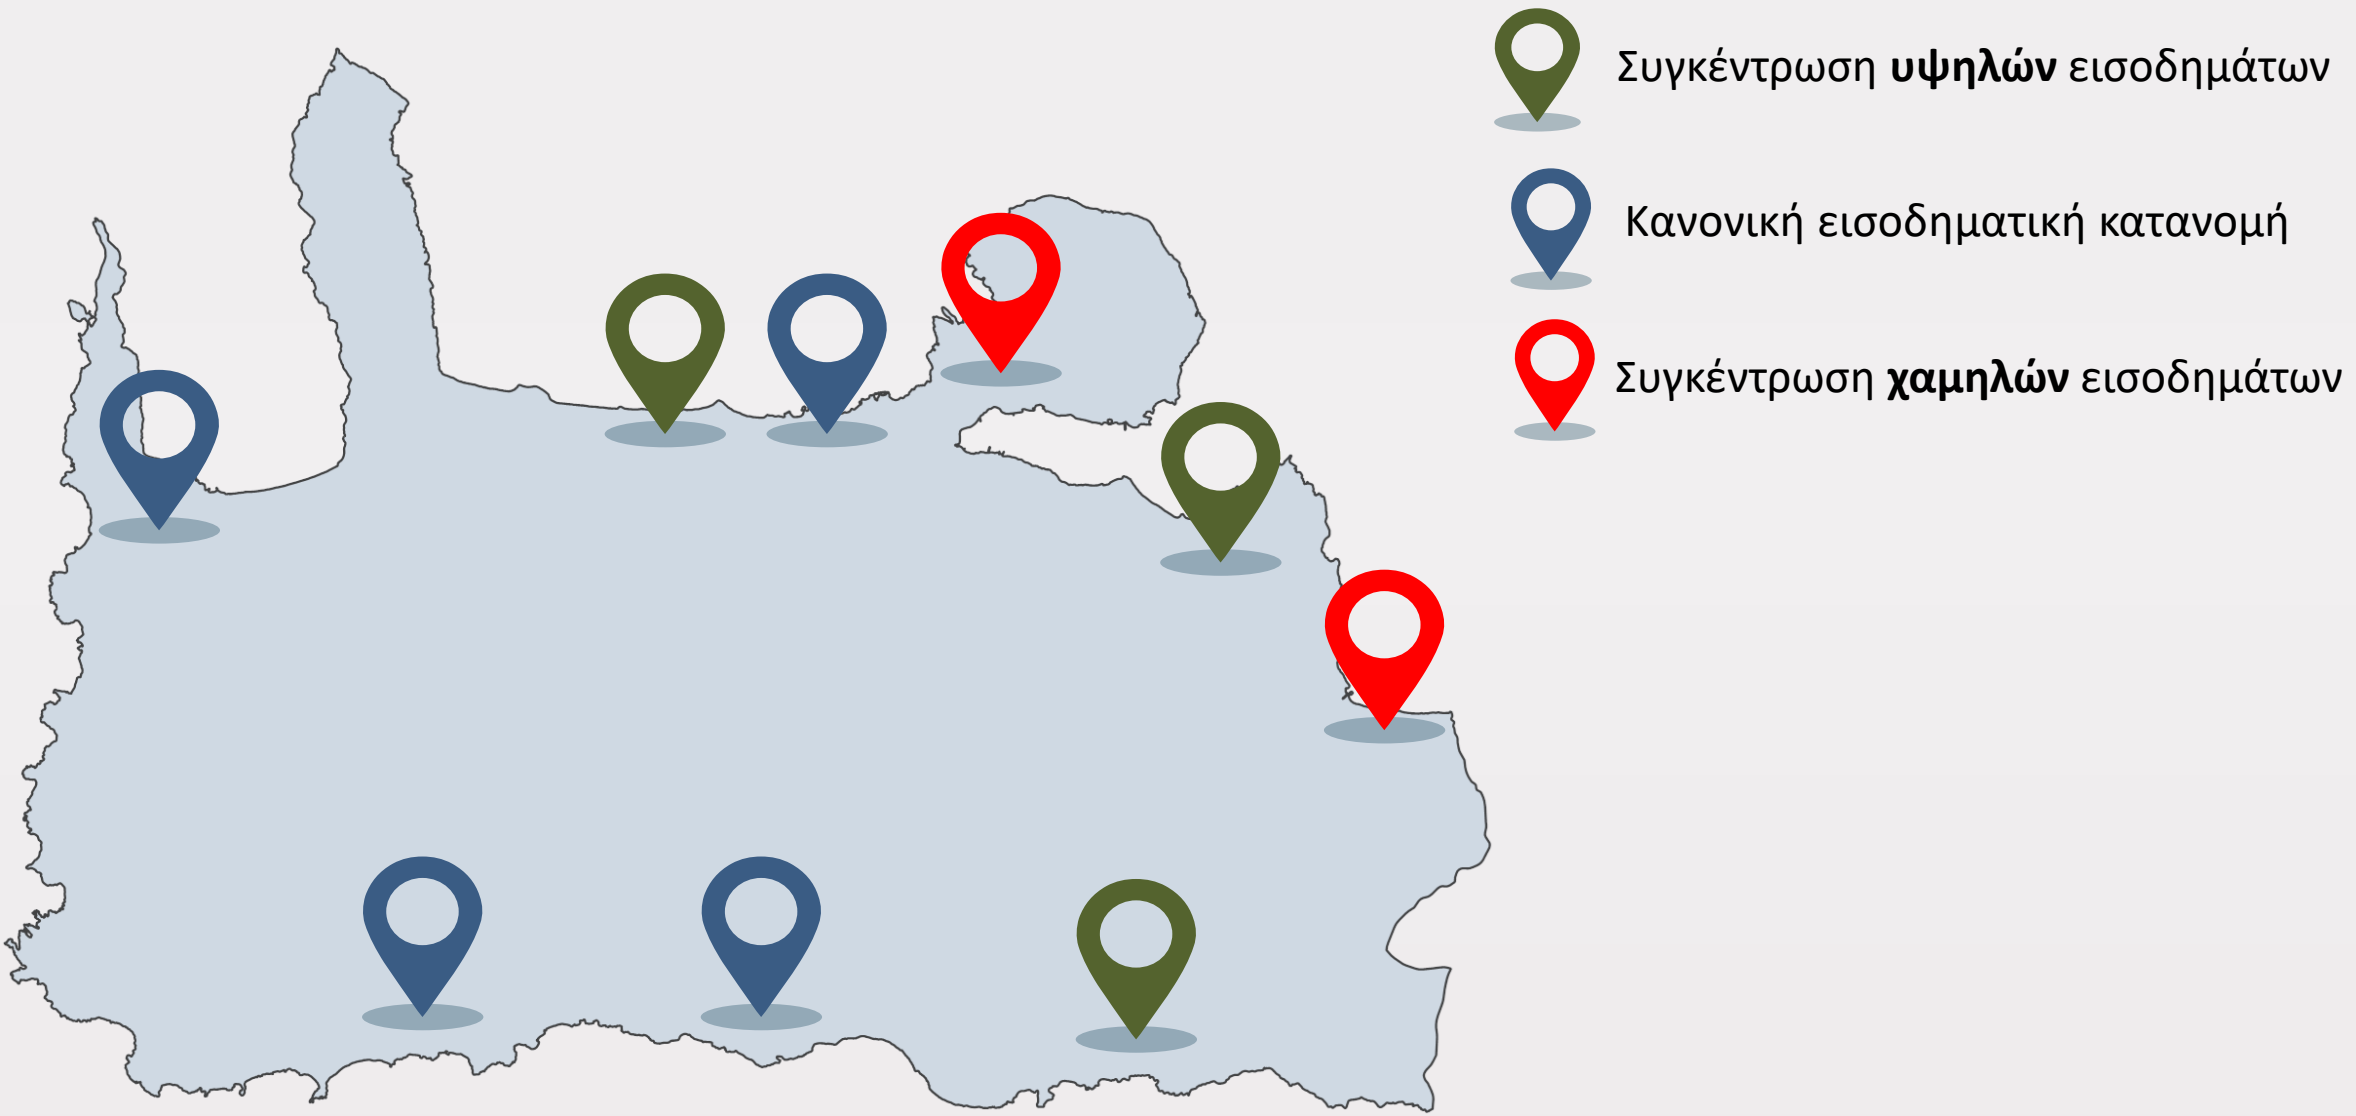 Συγκέντρωση υψηλών εισοδημάτων
Κανονική εισοδηματική κατανομή
Συγκέντρωση χαμηλών εισοδημάτων